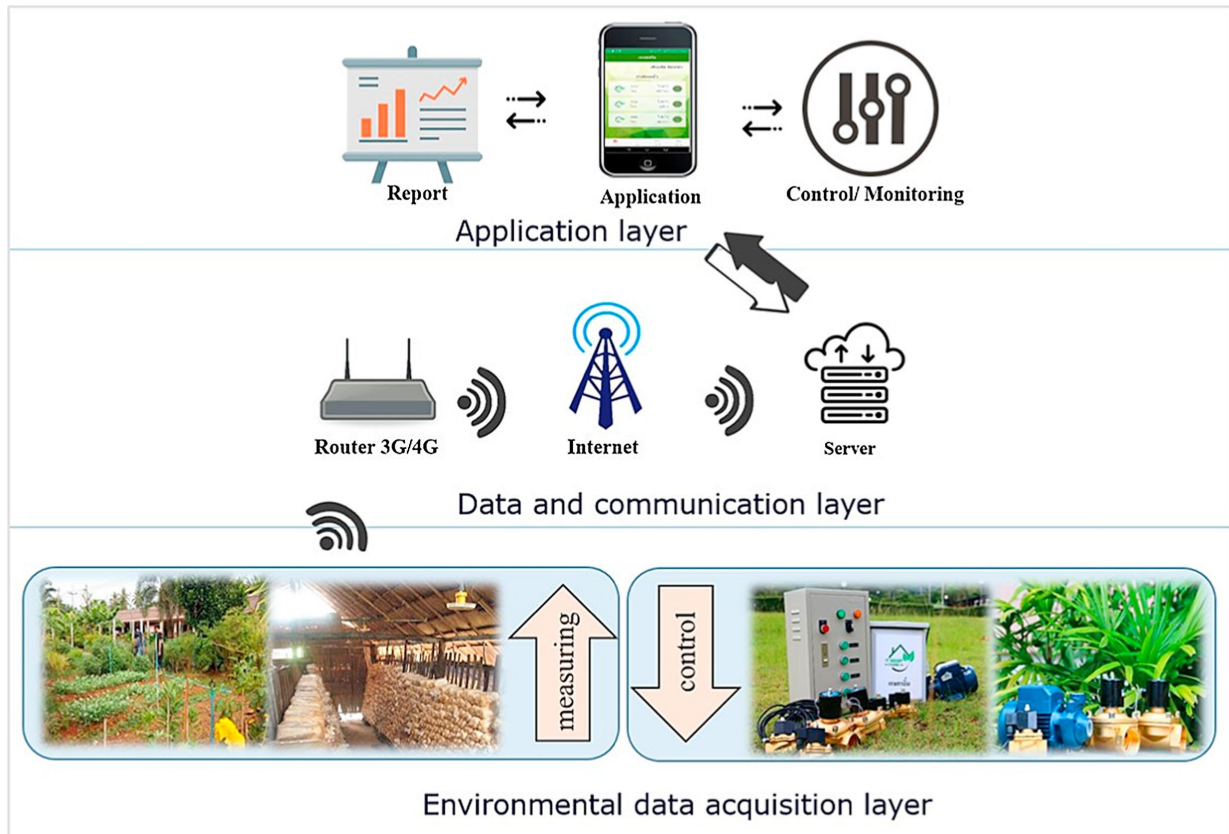 Report
Application
Control/ Monitoring
Application layer
Router 3G/4G
Internet
Server
Data and communication layer
measuring
control
Environmental data acquisition layer